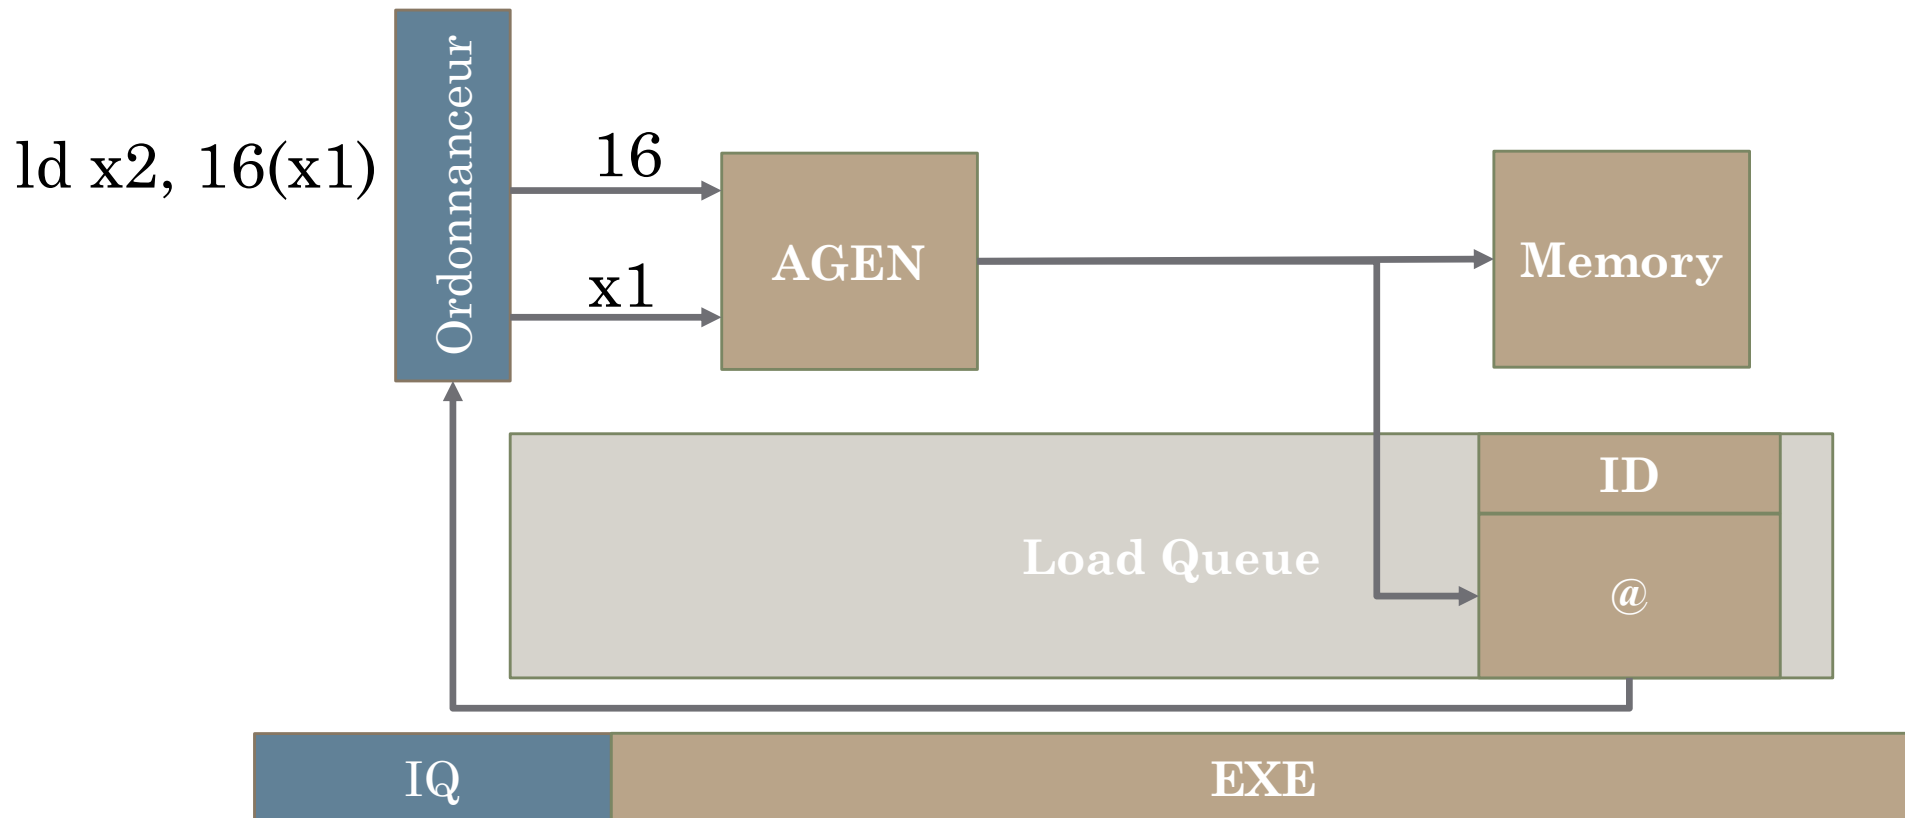 ld x2, 16(x1)
Ordonnanceur
16
x1
AGEN
Memory
Load Queue
ID
@
IQ
EXE